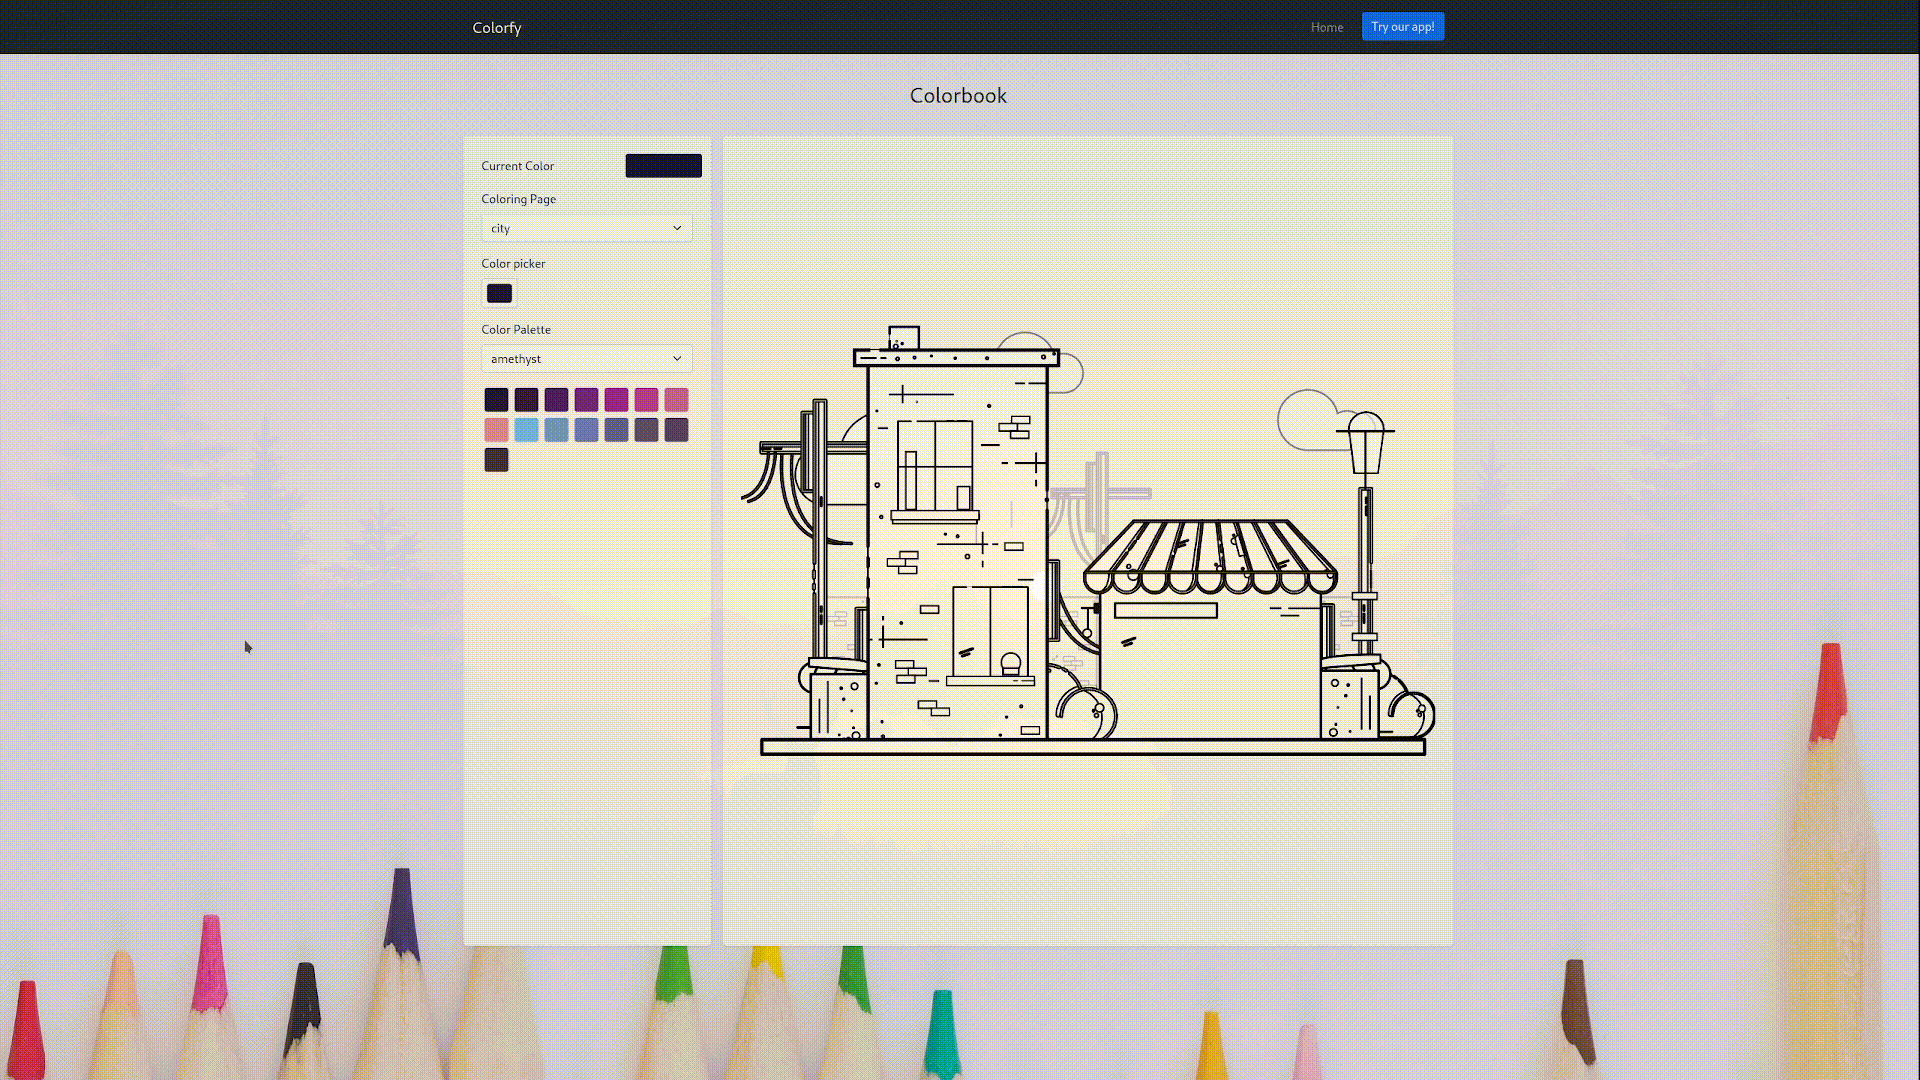 Colorfy
Home
Try our app!
Colorbook
Current Color
Coloring Page
city
Color picker
Color Palette
amethyst